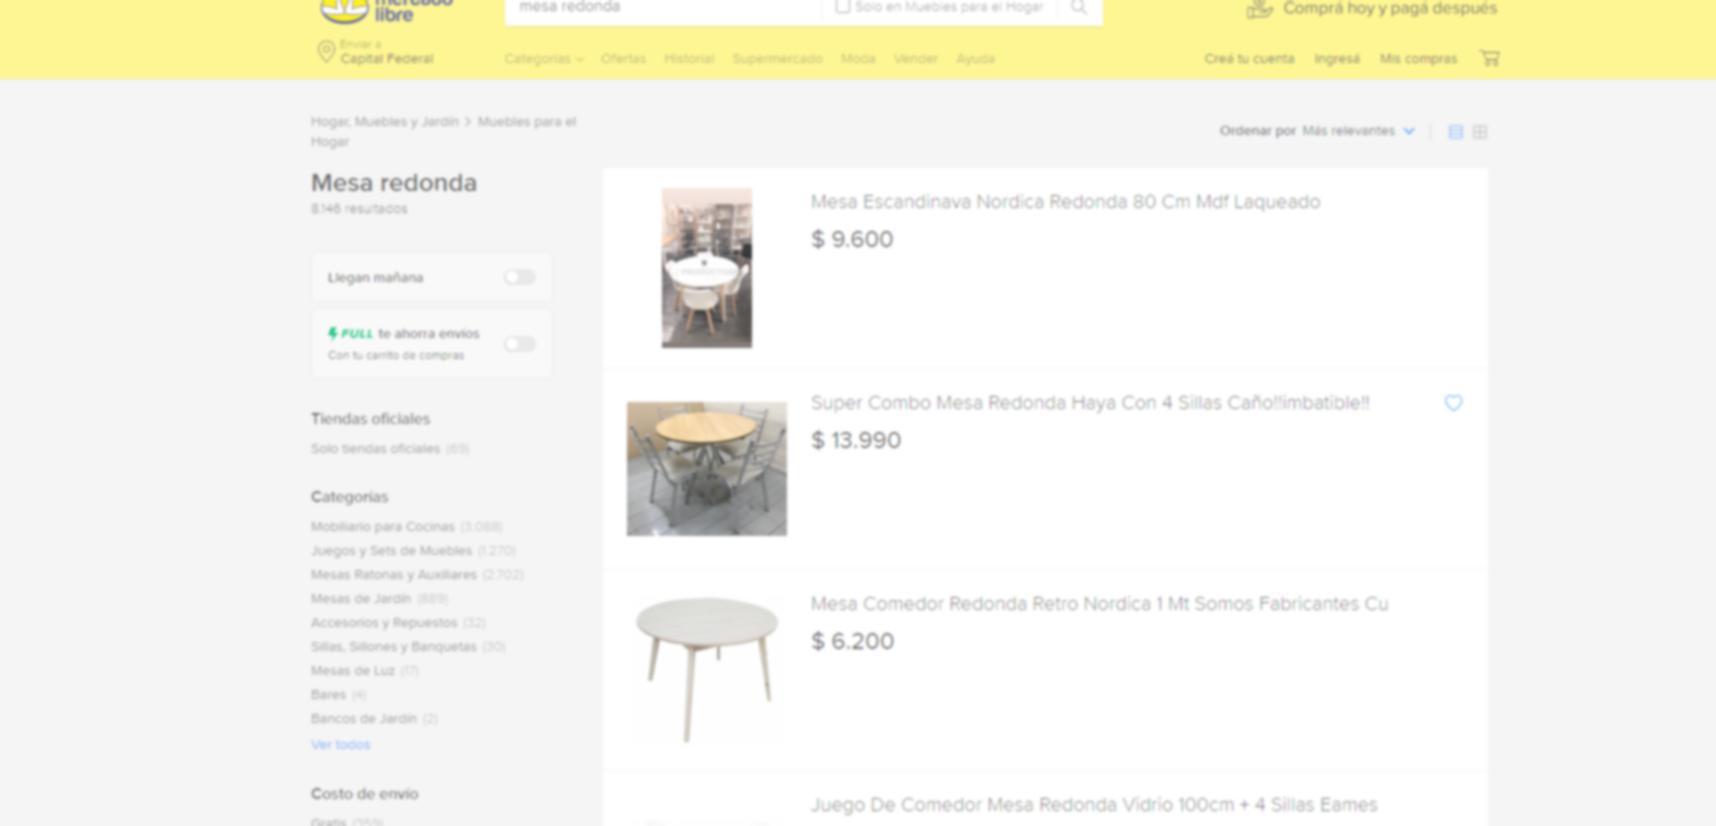 mercado
libre
mesa redonda
Solo en Muebles para el Hogar
Comprá hoy y pagá después
Enviar a
Capital Federal
Categorías Ofertas Historial Supermercado Moda Vender Ayuda
Creá tu cuenta Ingresá Mis compras
Hogar, Muebles y Jardín > Muebles para el
Hogar
Ordenar por Más relevantes
Mesa redonda
8.146 resultados
Llegan mañana
FULL te ahorra envíos
Con tu carrito de compras
Tiendas oficiales
Solo tiendas oficiales (69)
Categorías
Mobiliario para Cocinas (3.088)
Juegos y Sets de Muebles (1.270)
Mesas Ratonas y Auxiliares (2.702)
Mesas de Jardín (889)
Accesorios y Repuestos (32)
Sillas, Sillones y Banquetas (30)
Mesas de Luz (17)
Bares (4)
Bancos de Jardín (2)
Ver todos
Costo de envío
Gratis (359)
Mesa Escandinava Nordica Redonda 80 Cm Mdf Laqueado
$ 9.600
Super Combo Mesa Redonda Haya Con 4 Sillas Caño!!imbatible!!
$ 13.990
Mesa Comedor Redonda Retro Nordica 1 Mt Somos Fabricantes Cu
$ 6.200
Juego De Comedor Mesa Redonda Vidrio 100cm + 4 Sillas Eames